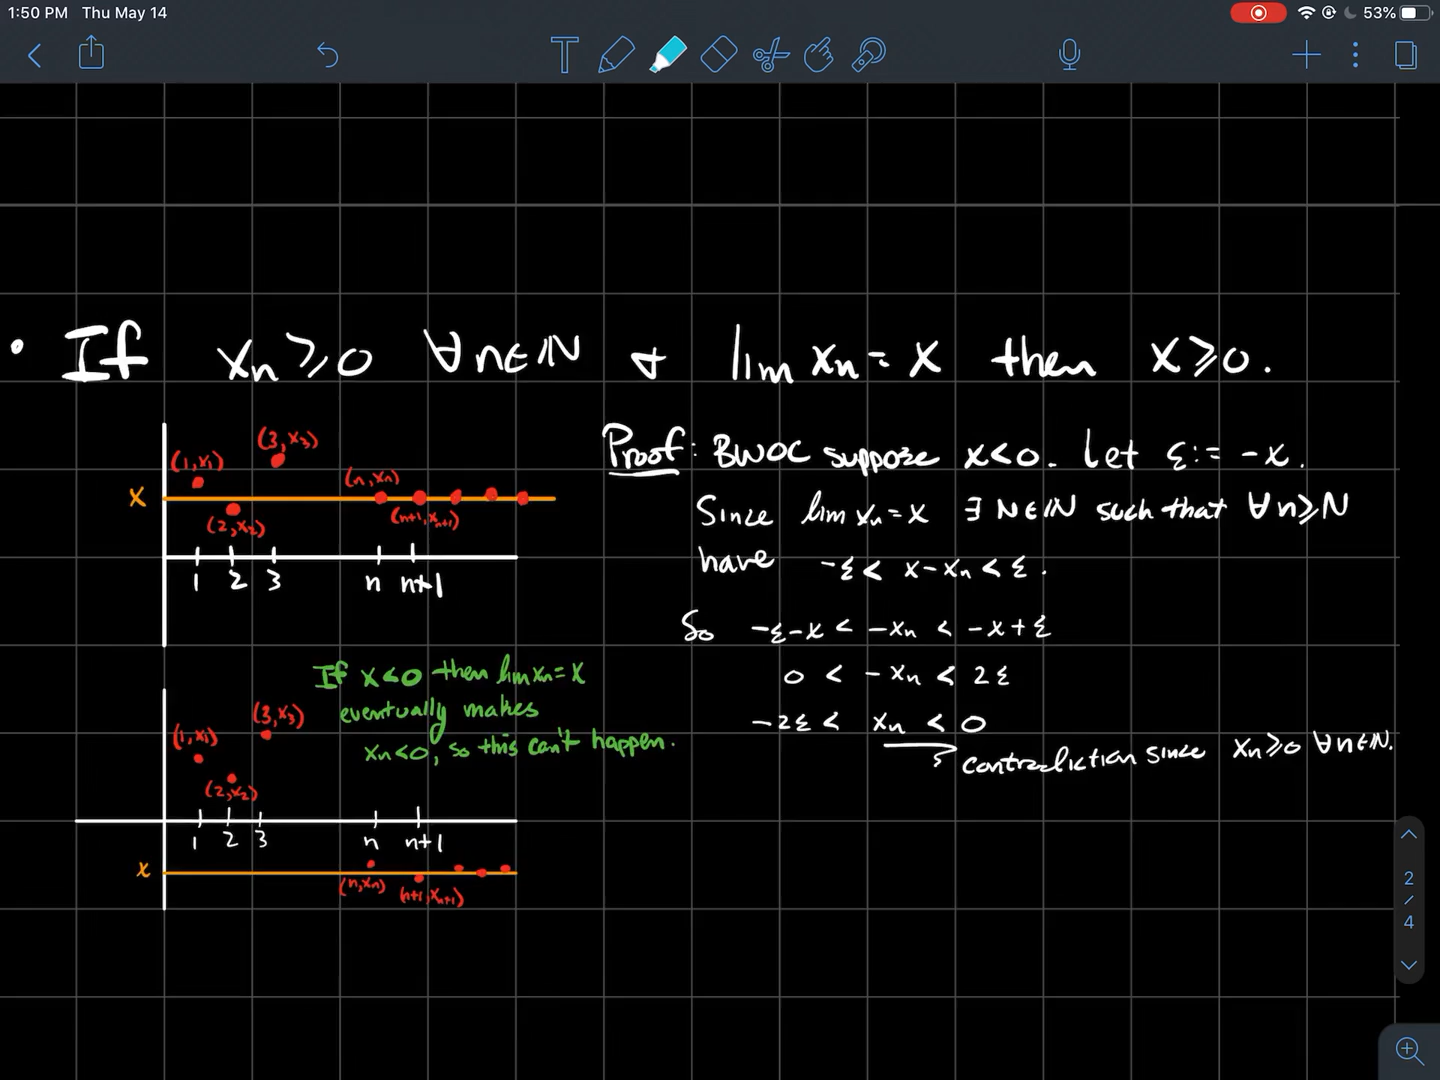 1:50 PM Thu May 14
53%
• If xₙ ⩾ 0 ∀n∈ℕ & lim xₙ = x then x ⩾ 0.
(1, x₁)
(3, x₃)
x
(2, x₂)
(n, xₙ)
(n+1, xₙ₊₁)
1 2 3 n n+1
Proof: BWOC suppose x<0. Let ε := -x.
Since lim xₙ = x ∃ N∈ℕ such that ∀n⩾N
have -ε < x-xₙ < ε.
So -ε-x < -xₙ < -x+ε
0 < -xₙ < 2ε
-2ε < xₙ < 0
contradiction since xₙ⩾0 ∀n∈ℕ.
If x<0 then lim xₙ = x
eventually makes
xₙ<0, so this can't happen.
(1, x₁)
(3, x₃)
(2, x₂)
1 2 3 n n+1
x
(n, xₙ)
(n+1, xₙ₊₁)
2
/
4